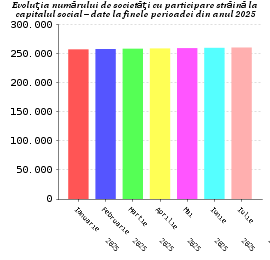 Evoluția numărului de societăți cu participare străină la
capitalul social – date la finele perioadei din anul 2025
300.000
250.000
200.000
150.000
100.000
50.000
0
Ianuarie 2025
Februarie 2025
Martie 2025
Aprilie 2025
Mai 2025
Iunie 2025
Iulie